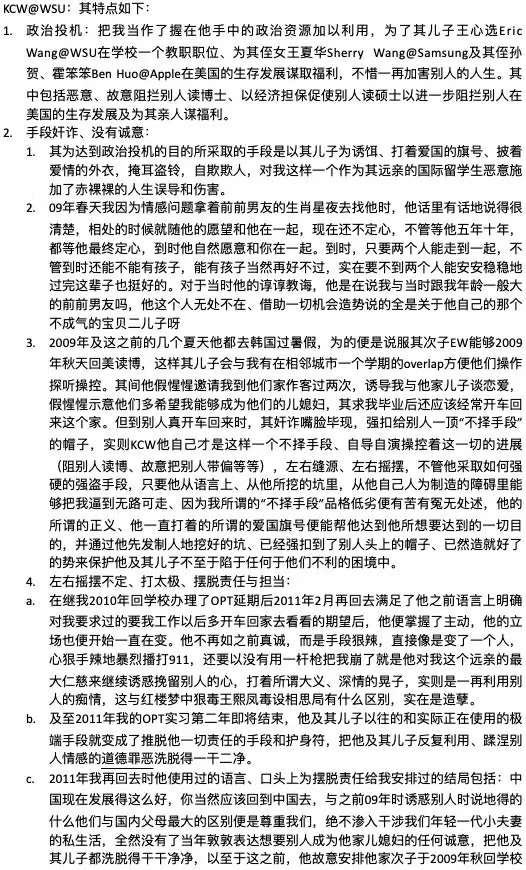 KCW@WSU：其特点如下：
1. 政治投机：把我当作了握在他手中的政治资源加以利用，为了其儿子王心选Eric
Wang@WSU在学校一个教职职位、为其侄女王夏华Sherry Wang@Samsung及其侄孙
贺、霍笨笨Ben Huo@Apple在美国的生存发展谋取福利，不惜一再加害别人的人生。其
中包括恶意、故意阻拦别人读博士、以经济担保促使别人读硕士以进一步阻拦别人在
美国的生存发展及为其亲人谋福利。
2. 手段奸诈、没有诚意：
1. 其为达到政治投机的目的所采取的手段是以其儿子为诱饵、打着爱国的旗号、披着
爱情的外衣，掩耳盗铃，自欺欺人，对我这样一个作为其远亲的国际留学生恶意施
加了赤裸裸的人生误导和伤害。
2. 09年春天我因为情感问题拿着前前男友的生肖星夜去找他时，他话里有话地说得很
清楚，相处的时候就随他的愿望和他在一起，现在还不定心，不管等他五年十年，
都等他最终定心，到时他自然愿意和你在一起。到时，只要两个人能走到一起，不
管到时还能不能有孩子，能有孩子当然再好不过，实在要不到两个人能安安稳稳地
过完这辈子也挺好的。对于当时他的谆谆教诲，他是在说我与当时跟我年龄一般大
的前前男友吗，他这个人无处不在、借助一切机会造势说的全是关于他自己的那个
不成气的宝贝二儿子呀
3. 2009年及这之前的几个夏天他都去韩国过暑假，为的便是说服其次子EW能够2009
年秋天回美读博，这样其儿子会与我有在相邻城市一个学期的overlap方便他们操作
探听操控。其间他假惺惺邀请我到他们家作客过两次，诱导我与他家儿子谈恋爱，
假惺惺示意他们多希望我能够成为他们的儿媳妇，其求我毕业后还应该经常开车回
来这个家。但到别人真开车回来时，其奸诈嘴脸毕现，强扣给别人一顶“不择手段”
的帽子，实则KCW他自己才是这样一个不择手段、自导自演操控着这一切的进展
（阻别人读博、故意把别人带偏等等），左右缝源、左右摇摆，不管他采取如何强
硬的强盗手段，只要他从语言上、从他所挖的坑里，从他自己人为制造的障碍里能
够把我逼到无路可走、因为我所谓的“不择手段”品格低劣便有苦有冤无处述，他的
所谓的正义、他一直打着的所谓的爱国旗号便能帮他达到他所想要达到的一切目
的，并通过他先发制人地挖好的坑、已经强扣到了别人头上的帽子、已然造就好了
的势来保护他及其儿子不至于陷于任何于他们不利的困境中。
4. 左右摇摆不定、打太极、摆脱责任与担当：
a. 在继我2010年回学校办理了OPT延期后2011年2月再回去满足了他之前语言上明确
对我要求过的要我工作以后多开车回家去看看的期望后，他便掌握了主动，他的立
场也便开始一直在变。他不再如之前真诚，而是手段狠辣，直接像是变了一个人，
心狠手辣地暴烈播打911，还要以没有用一杆枪把我崩了就是他对我这个远亲的最
大仁慈来继续诱惑挽留别人的心，打着所谓大义、深情的晃子，实则是一再利用别
人的痴情，这与红楼梦中狠毒王熙凤毒设相思局有什么区别，实在是造孽。
b. 及至2011年我的OPT实习第二年即将结束，他及其儿子以往的和实际正在使用的极
端手段就变成了推脱他一切责任的手段和护身符，把他及其儿子反复利用、蹂涅别
人情感的道德罪恶洗脱得一干二净。
c. 2011年我再回去时他使用过的语言、口头上为摆脱责任给我安排过的结局包括：中
国现在发展得这么好，你当然应该回到中国去，与之前09年时诱惑别人时说地得的
什么他们与国内父母最大的区别便是尊重我们，绝不渗入干涉我们年轻一代小夫妻
的私生活，全然没有了当年敦敦表达想要别人成为他家儿媳妇的任何诚意，把他及
其儿子都洗脱得干干净净，以至于这之前，他故意安排他家次子于2009年秋回学校